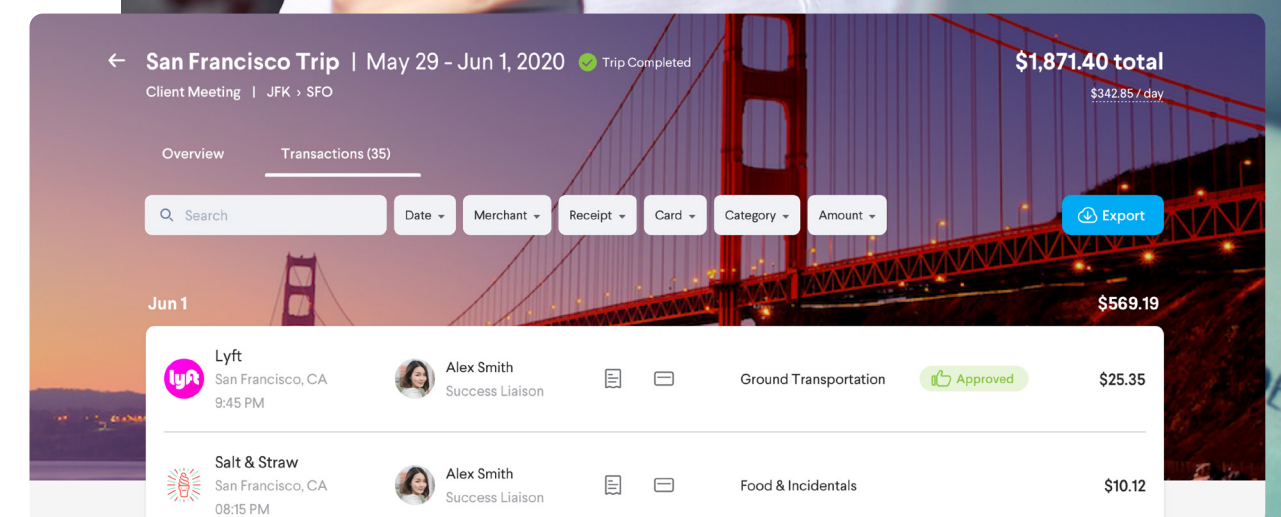 San Francisco Trip | May 29 - Jun 1, 2020 Trip Completed $1,871.40 total
Client Meeting | JFK > SFO $342.85 / day
Overview Transactions (35)
Search Date Merchant Receipt Card Category Amount Export
Jun 1 $569.19
Lyft
lyft San Francisco, CA Alex Smith Ground Transportation Approved $25.35
9:45 PM Success Liaison
Salt & Straw
San Francisco, CA Alex Smith Food & Incidentals $10.12
08:15 PM Success Liaison